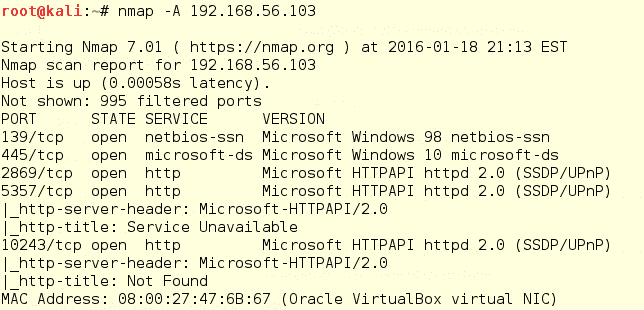 root@kali:~# nmap -A 192.168.56.103
Starting Nmap 7.01 ( https://nmap.org ) at 2016-01-18 21:13 EST
Nmap scan report for 192.168.56.103
Host is up (0.00058s latency).
Not shown: 995 filtered ports
PORT STATE SERVICE VERSION
139/tcp open netbios-ssn Microsoft Windows 98 netbios-ssn
445/tcp open microsoft-ds Microsoft Windows 10 microsoft-ds
2869/tcp open http Microsoft HTTPAPI httpd 2.0 (SSDP/UPnP)
5357/tcp open http Microsoft HTTPAPI httpd 2.0 (SSDP/UPnP)
|_http-server-header: Microsoft-HTTPAPI/2.0
|_http-title: Service Unavailable
10243/tcp open http Microsoft HTTPAPI httpd 2.0 (SSDP/UPnP)
|_http-server-header: Microsoft-HTTPAPI/2.0
|_http-title: Not Found
MAC Address: 08:00:27:47:6B:67 (Oracle VirtualBox virtual NIC)